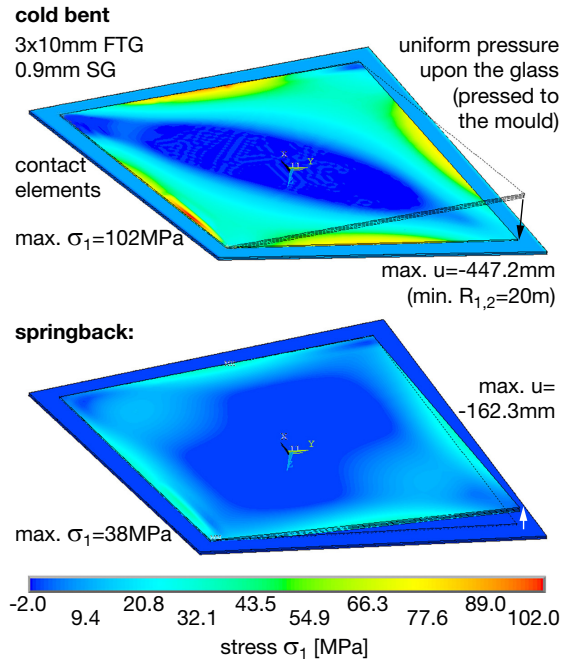 cold bent
3x10mm FTG
0.9mm SG
uniform pressure
upon the glass
(pressed to
the mould)
contact
elements
max. σ1=102MPa
max. u=-447.2mm
(min. R1,2=20m)
springback:
max. u=
-162.3mm
max. σ1=38MPa
-2.0 20.8 43.5 66.3 89.0
9.4 32.1 54.9 77.6 102.0
stress σ1 [MPa]